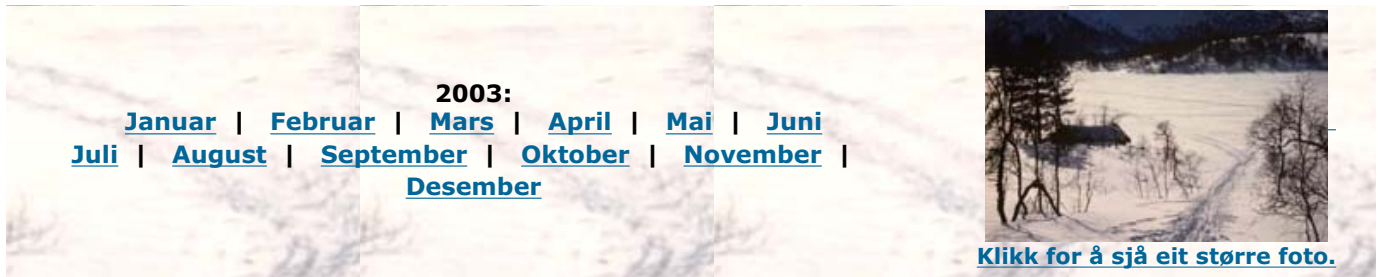 2003:
Januar | Februar | Mars | April | Mai | Juni
Juli | August | September | Oktober | November |
Desember
Klikk for å sjå eit større foto.